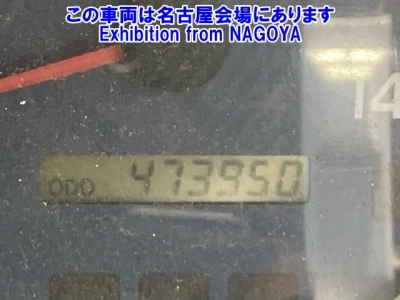 この車両は名古屋会場にあります
Exhibition from NAGOYA
14
ODO 473950